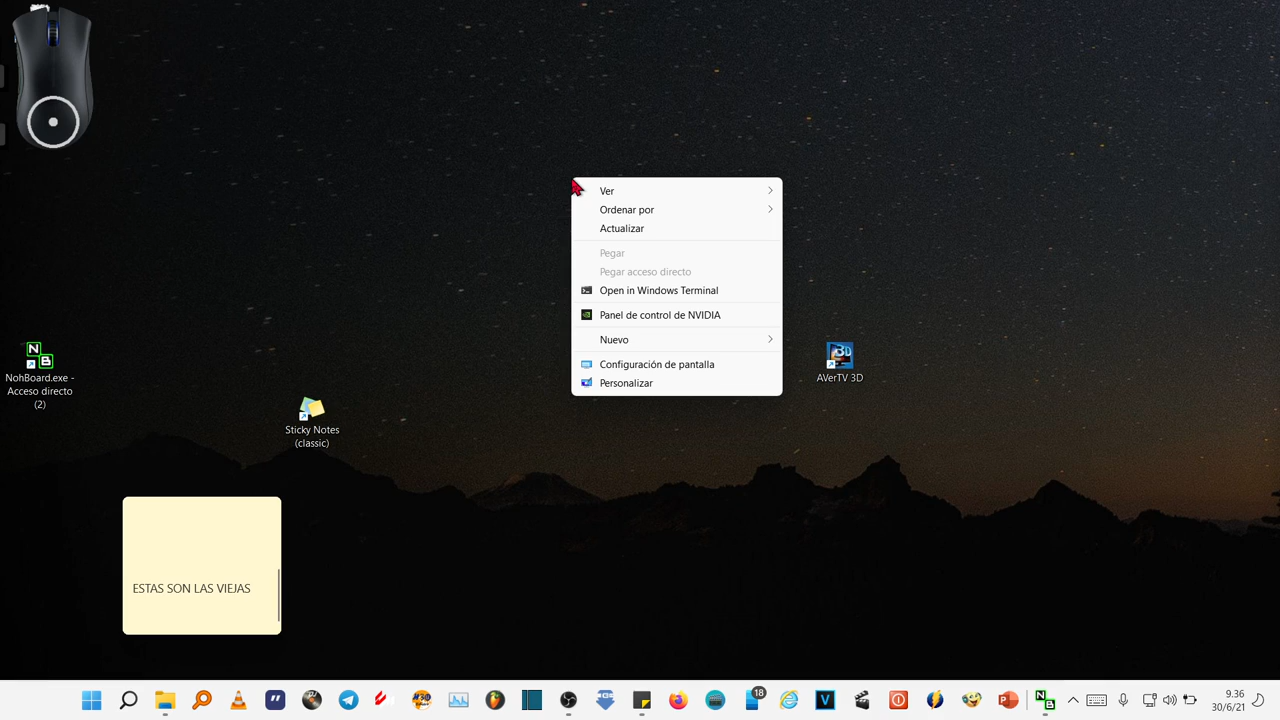 Ver
Ordenar por
Actualizar
Pegar
Pegar acceso directo
Open in Windows Terminal
Panel de control de NVIDIA
Nuevo
Configuración de pantalla
Personalizar
N
B
NohBoard.exe -
Acceso directo
(2)
Sticky Notes
(classic)
3D
AVerTV 3D
ESTAS SON LAS VIEJAS
18
V
N
B
9.36
30/6/21